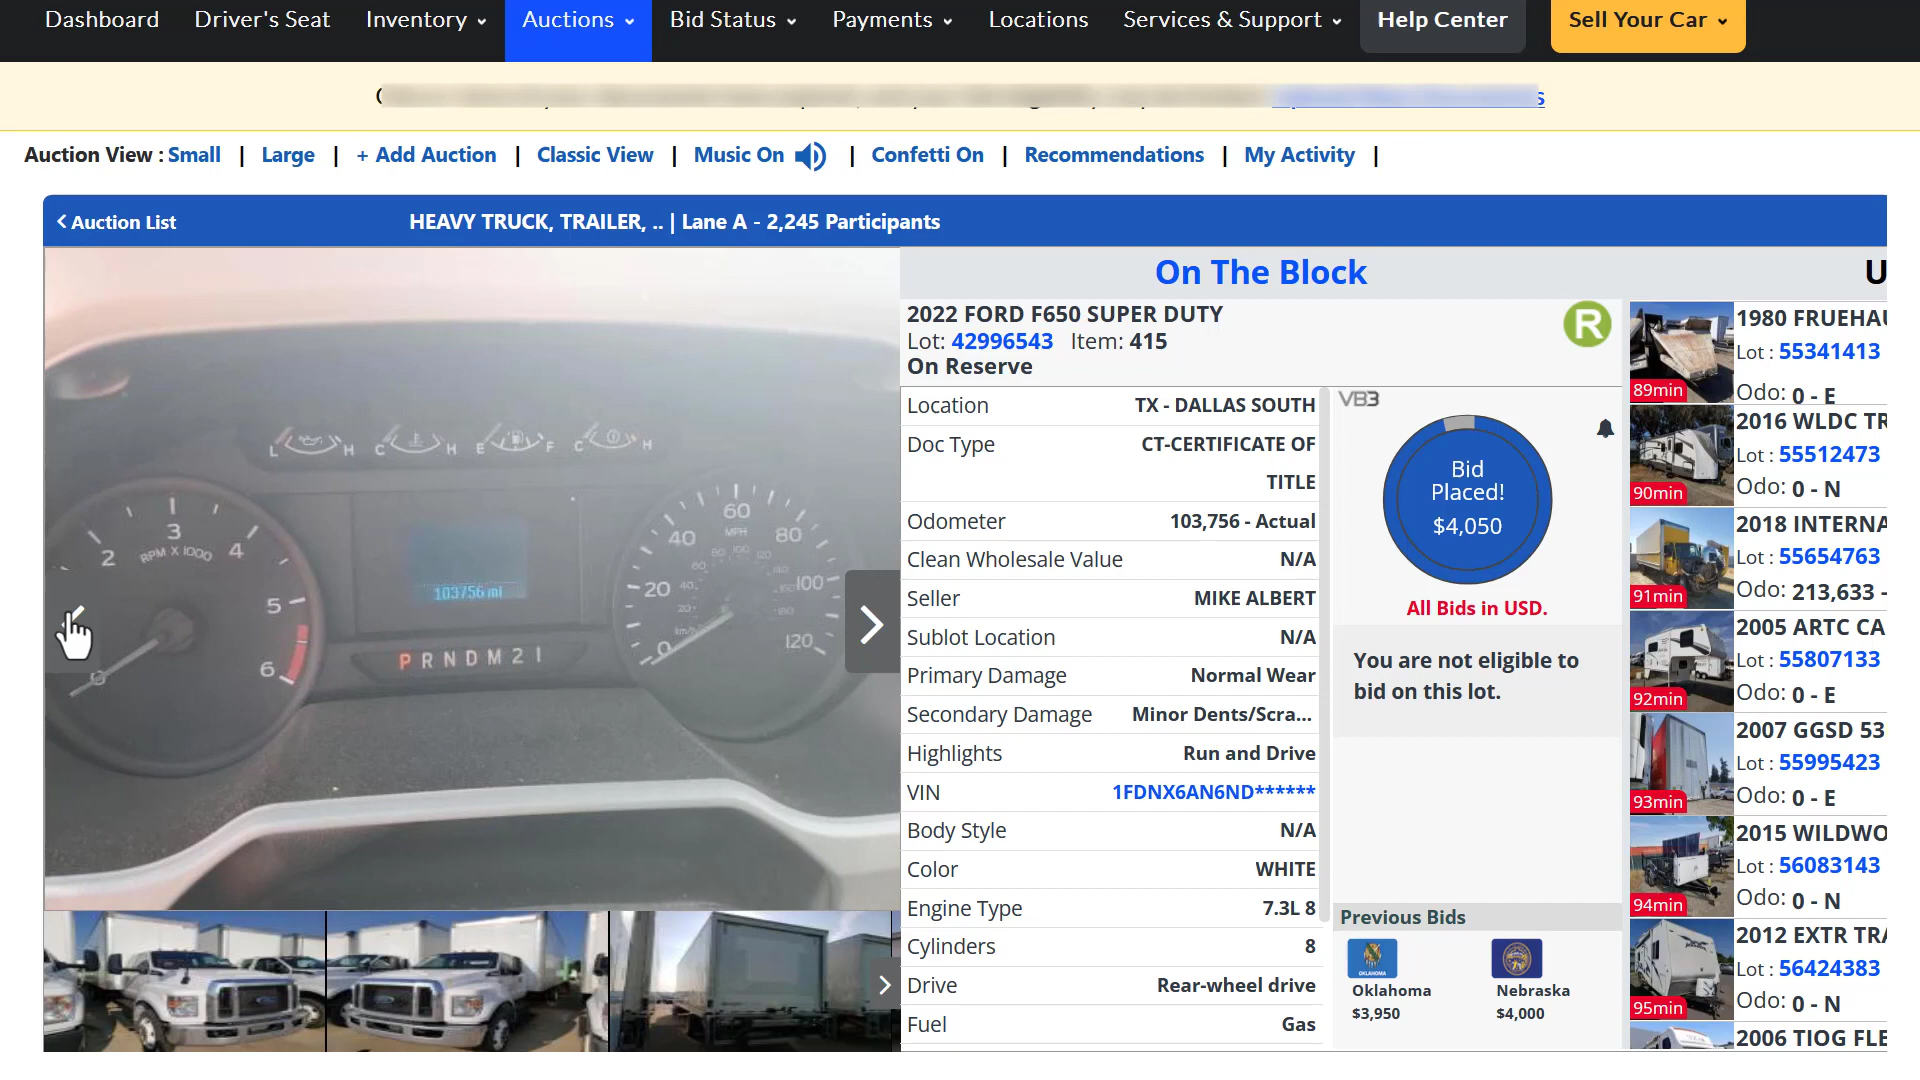 Dashboard Driver's Seat Inventory Auctions Bid Status Payments Locations Services & Support Help Center Sell Your Car
Auction View : Small | Large | + Add Auction | Classic View | Music On | Confetti On | Recommendations | My Activity |
Auction List HEAVY TRUCK, TRAILER, .. | Lane A - 2,245 Participants
On The Block
2022 FORD F650 SUPER DUTY
Lot: 42996543 Item: 415
On Reserve
R
Location TX - DALLAS SOUTH
Doc Type CT-CERTIFICATE OF
TITLE
Odometer 103,756 - Actual
Clean Wholesale Value N/A
Seller MIKE ALBERT
Sublot Location N/A
Primary Damage Normal Wear
Secondary Damage Minor Dents/Scra...
Highlights Run and Drive
VIN 1FDNX6AN6ND******
Body Style N/A
Color WHITE
Engine Type 7.3L 8
Cylinders 8
Drive Rear-wheel drive
Fuel Gas
VB3
Bid
Placed!
$4,050
All Bids in USD.
You are not eligible to
bid on this lot.
Previous Bids
OKLAHOMA
Oklahoma
$3,950
Nebraska
$4,000
U
1980 FRUEHAU
Lot : 55341413
Odo: 0 - E
89min
2016 WLDC TR
Lot : 55512473
Odo: 0 - N
90min
2018 INTERNA
Lot : 55654763
Odo: 213,633 -
91min
2005 ARTC CA
Lot : 55807133
Odo: 0 - E
92min
2007 GGSD 53
Lot : 55995423
Odo: 0 - E
93min
2015 WILDWO
Lot : 56083143
Odo: 0 - N
94min
2012 EXTR TRA
Lot : 56424383
Odo: 0 - N
95min
2006 TIOG FLE
L H C H E F C H
2 3 4 5 6
RPM X 1000
103756 mi
P R N D M 2 1
0 20 40 60 80 100 120
MPH
km/h